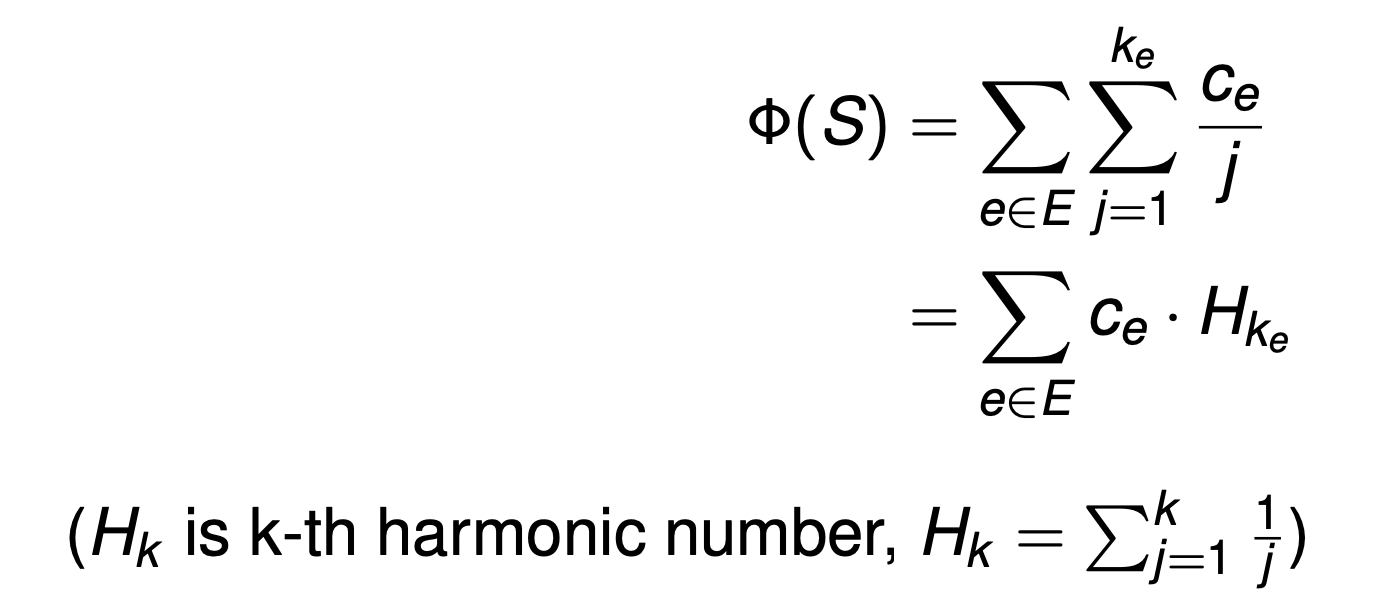 Φ(S) = ∑_{e∈E} ∑_{j=1}^{k_e} c_e/j
= ∑_{e∈E} c_e · H_{k_e}
(H_k is k-th harmonic number, H_k = ∑_{j=1}^{k} 1/j)